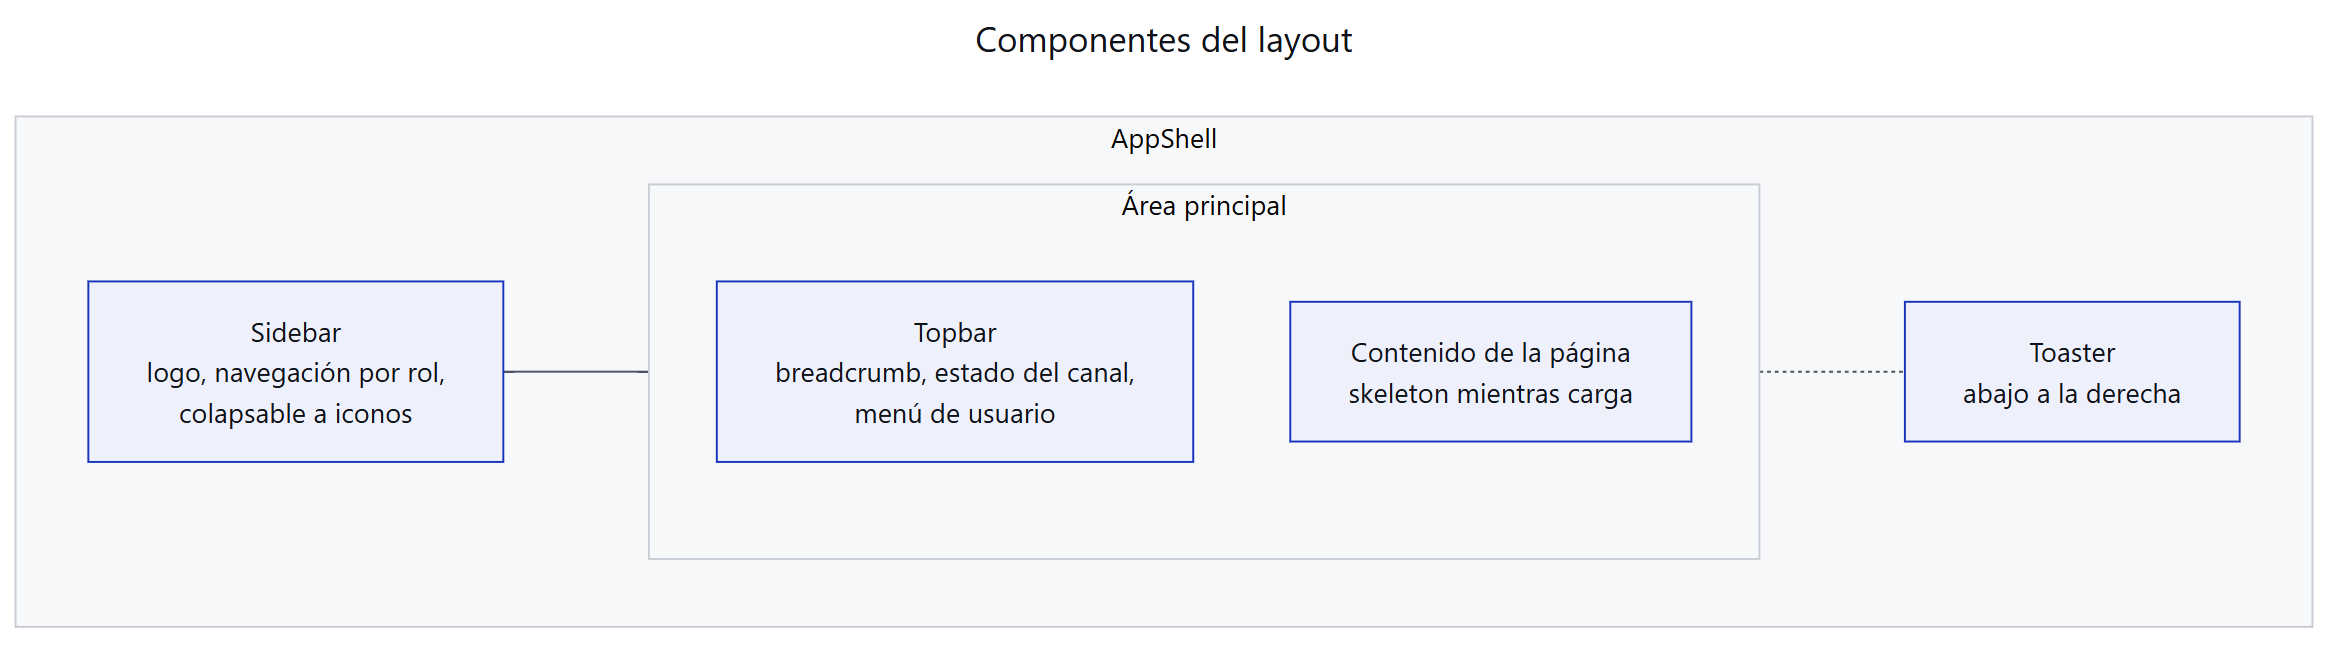 Componentes del layout
AppShell
Área principal
Sidebar
logo, navegación por rol,
colapsable a iconos
Topbar
breadcrumb, estado del canal,
menú de usuario
Contenido de la página
skeleton mientras carga
Toaster
abajo a la derecha